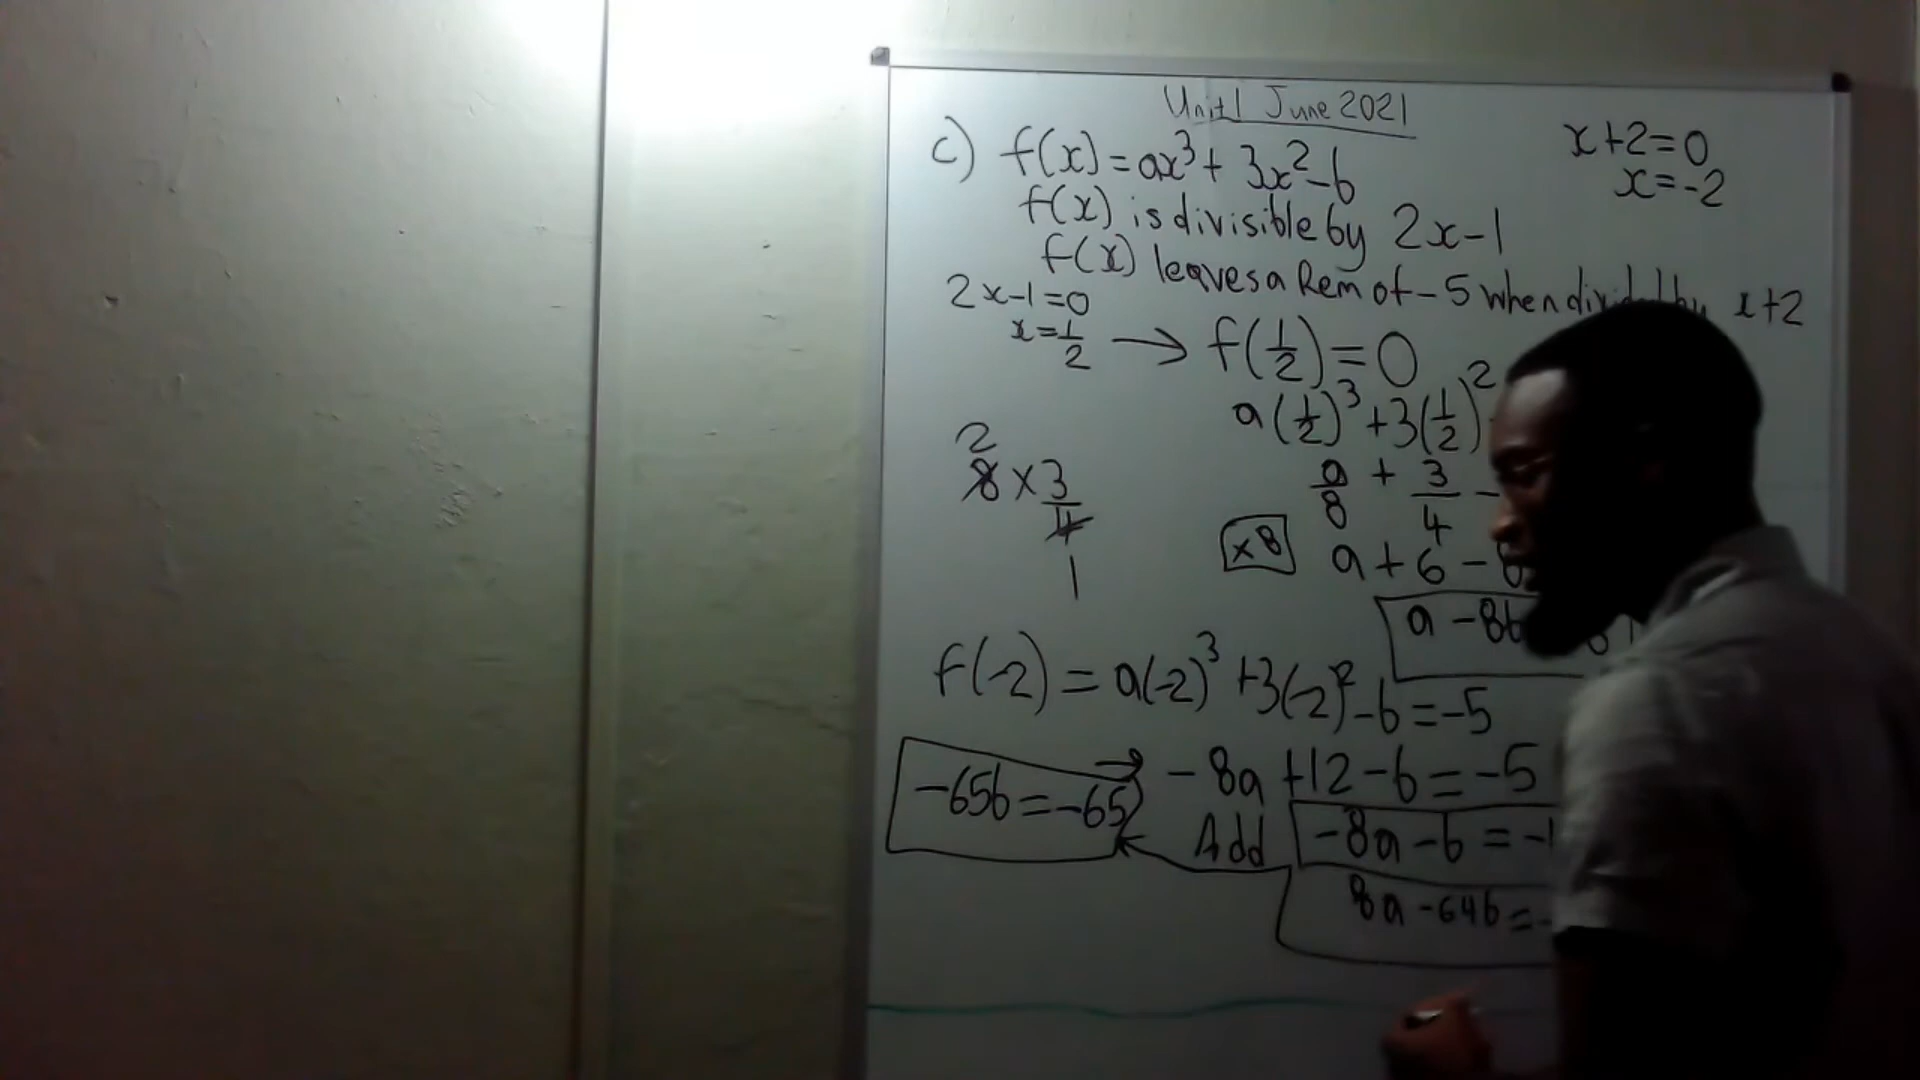 Unit 1 June 2021
c) f(x) = ax³ + 3x² - b
x+2=0
x=-2
f(x) is divisible by 2x-1
f(x) leaves a Rem of -5 when divided by x+2
2x-1=0
x=1/2 → f(1/2)=0
a(1/2)³ + 3(1/2)²
2
8 × 3/4
1
a/8 + 3/4 -
×8 a + 6 - 8
a - 8b
f(-2) = a(-2)³ + 3(-2)² - b = -5
→ -8a + 12 - b = -5
-65b = -65
Add -8a - b = -1
8a - 64b = -